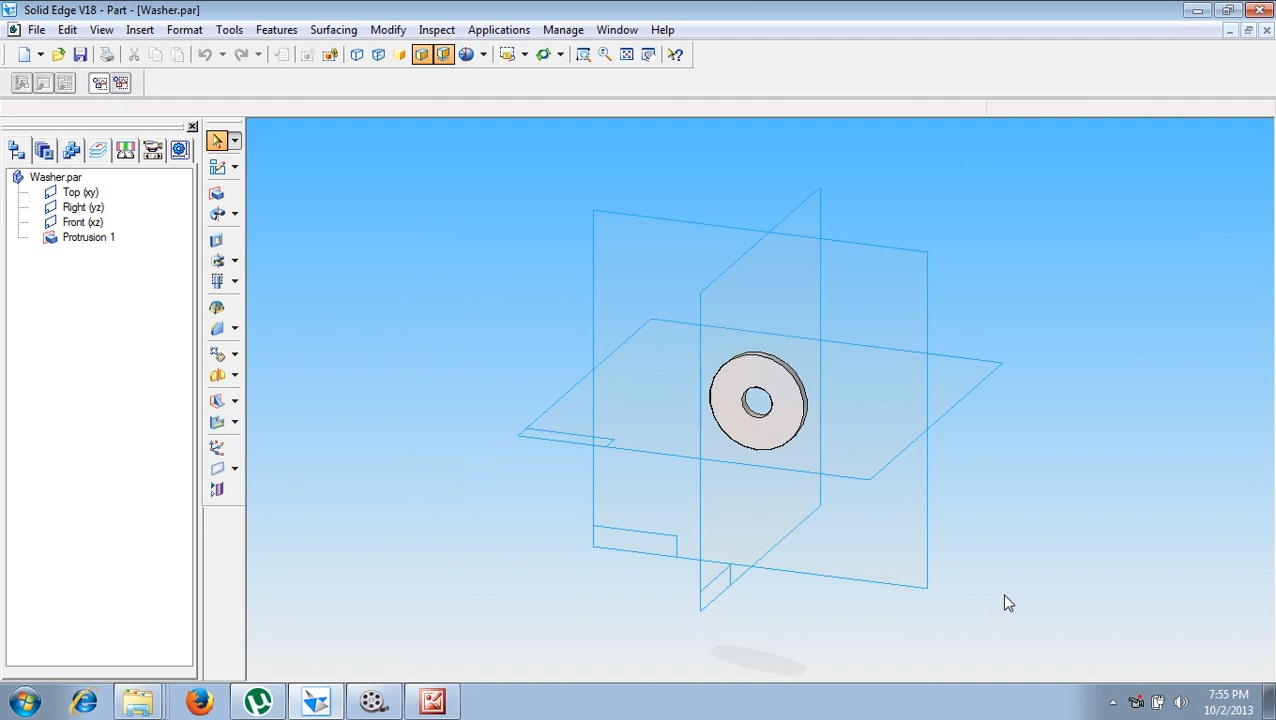 Solid Edge V18 - Part - [Washer.par]
File Edit View Insert Format Tools Features Surfacing Modify Inspect Applications Manage Window Help
Washer.par
Top (xy)
Right (yz)
Front (xz)
Protrusion 1
7:55 PM
10/2/2013